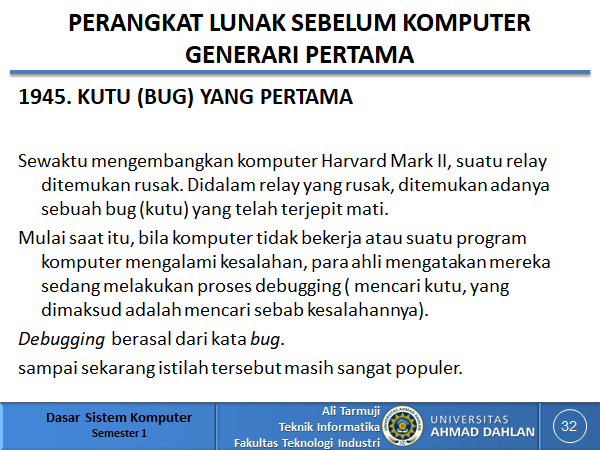 PERANGKAT LUNAK SEBELUM KOMPUTER
GENERARI PERTAMA
1945. KUTU (BUG) YANG PERTAMA
Sewaktu mengembangkan komputer Harvard Mark II, suatu relay
ditemukan rusak. Didalam relay yang rusak, ditemukan adanya
sebuah bug (kutu) yang telah terjepit mati.
Mulai saat itu, bila komputer tidak bekerja atau suatu program
komputer mengalami kesalahan, para ahli mengatakan mereka
sedang melakukan proses debugging ( mencari kutu, yang
dimaksud adalah mencari sebab kesalahannya).
Debugging berasal dari kata bug.
sampai sekarang istilah tersebut masih sangat populer.
Dasar Sistem Komputer
Semester 1
Ali Tarmuji
Teknik Informatika
Fakultas Teknologi Industri
UNIVERSITAS
AHMAD DAHLAN
32